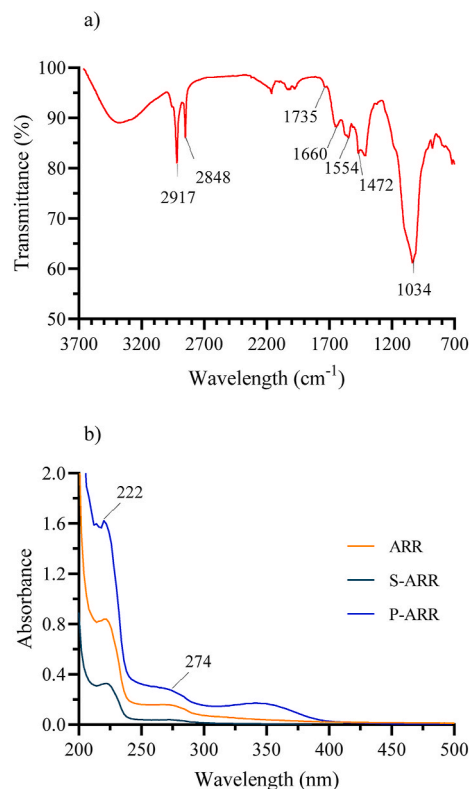 a)
100
90
80
70
60
50
Transmittance (%)
2917
2848
1735
1660
1554
1472
1034
3700 2700 2200 1700 1200 700
Wavelength (cm-1)
b)
2.0
1.6
1.2
0.8
0.4
0.0
Absorbance
222
274
ARR
S-ARR
P-ARR
200 250 300 350 400 450 500
Wavelength (nm)